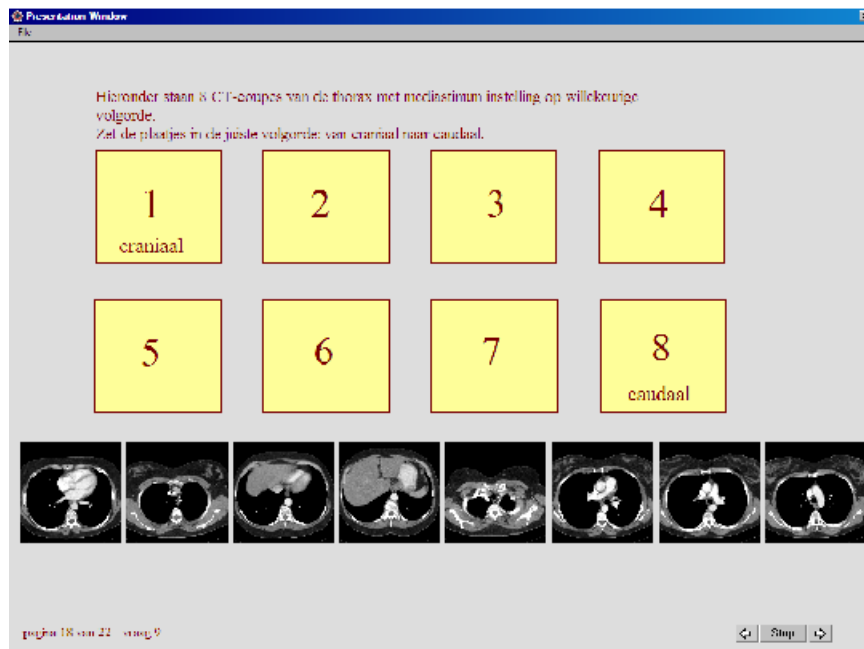 Presentation Window
File
Hieronder staan 8 CT-coupes van de thorax met mediastinum instelling op willekeurige
volgorde.
Zet de plaatjes in de juiste volgorde: van craniaal naar caudaal.
1
craniaal
2
3
4
5
6
7
8
caudaal
pagina 18 van 22 vraag 9
Stop